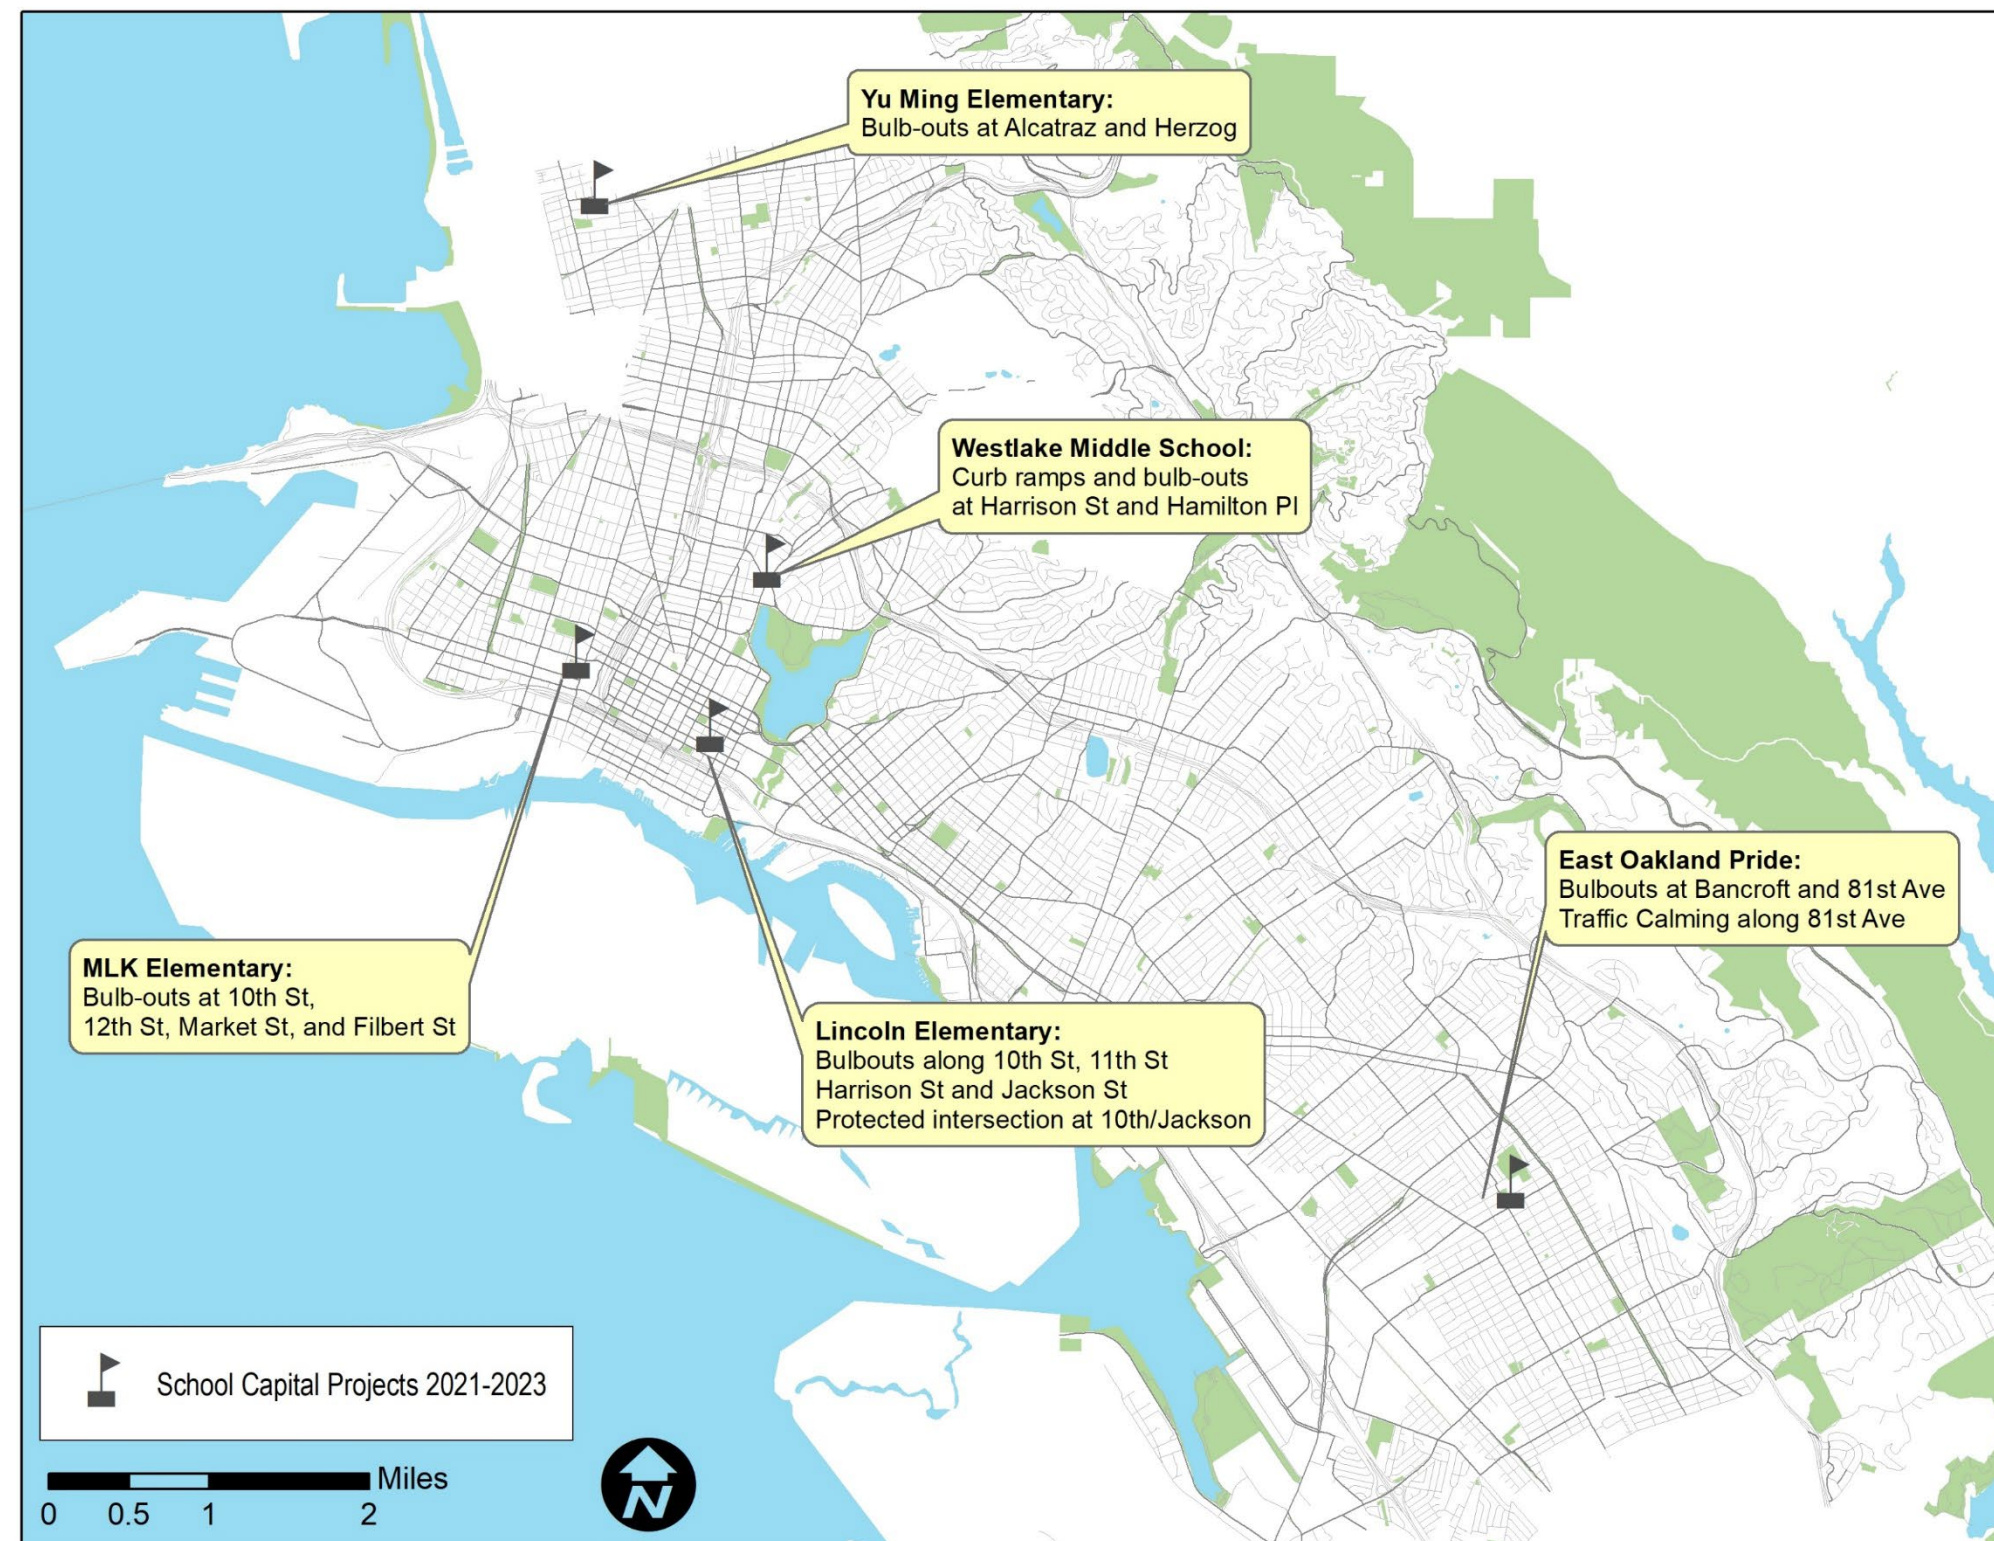 Yu Ming Elementary:
Bulb-outs at Alcatraz and Herzog
Westlake Middle School:
Curb ramps and bulb-outs
at Harrison St and Hamilton Pl
East Oakland Pride:
Bulbouts at Bancroft and 81st Ave
Traffic Calming along 81st Ave
MLK Elementary:
Bulb-outs at 10th St,
12th St, Market St, and Filbert St
Lincoln Elementary:
Bulbouts along 10th St, 11th St
Harrison St and Jackson St
Protected intersection at 10th/Jackson
School Capital Projects 2021-2023
Miles
0 0.5 1 2
N